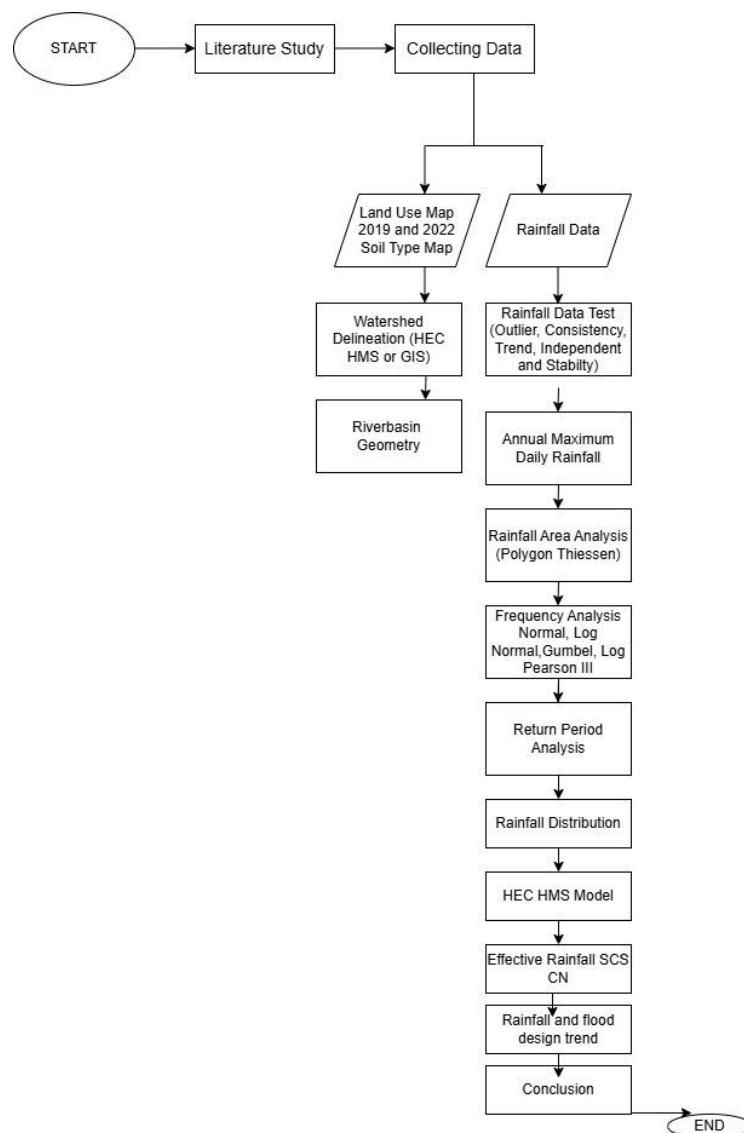 START
Literature Study
Collecting Data
Land Use Map
2019 and 2022
Soil Type Map
Rainfall Data
Watershed
Delineation (HEC
HMS or GIS)
Rainfall Data Test
(Outlier, Consistency,
Trend, Independent
and Stabilty)
Riverbasin
Geometry
Annual Maximum
Daily Rainfall
Rainfall Area Analysis
(Polygon Thiessen)
Frequency Analysis
Normal, Log
Normal,Gumbel, Log
Pearson III
Return Period
Analysis
Rainfall Distribution
HEC HMS Model
Effective Rainfall SCS
CN
Rainfall and flood
design trend
Conclusion
END